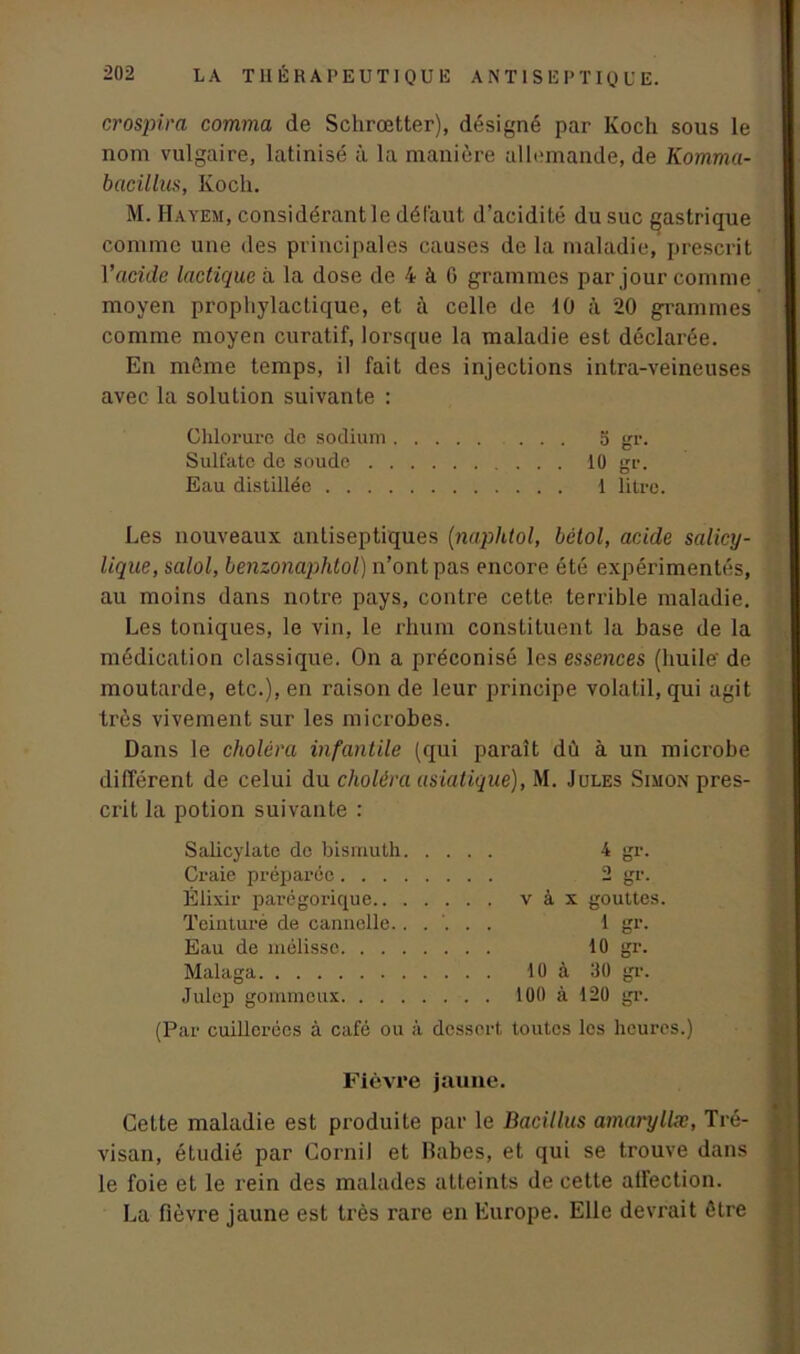 202 LA THÉRAPEUTIQUE ANTISEPTIQUE.
crospira comma de Schrœtter), désigné par Koch sous le
nom vulgaire, latinisé à la manière allemande, de Komma-
bacillus, Koch.
M. Hayem, considérant le défaut d'acidité du suc gastrique
comme une des principales causes de la maladie, prescrit
l'acide lactique à la dose de 4 à 6 grammes par jour comme
moyen prophylactique, et à celle de 10 à 20 grammes
comme moyen curatif, lorsque la maladie est déclarée.
En même temps, il fait des injections intra-veineuses
avec la solution suivante :
Chlorure de sodium . . . . . . . . 5 gr.
Sulfate de soude . . . . . . . . . . . 10 gr.
Eau distillée . . . . . . . . . . . . . 1 litre.
Les nouveaux antiseptiques (naphtol, bétol, acide salicy-
lique, salol, benzonaphtol) n'ont pas encore été expérimentés,
au moins dans notre pays, contre cette terrible maladie.
Les toniques, le vin, le rhum constituent la base de la
médication classique. On a préconisé les essences (huile de
moutarde, etc.), en raison de leur principe volatil, qui agit
très vivement sur les microbes.
Dans le choléra infantile (qui paraît dû à un microbe
différent de celui du choléra asiatique), M. Jules Simon pres-
crit la potion suivante :
Salicylate de bismuth. . . . . 4 gr.
Craie préparée . . . . . . . . 2 gr.
Élixir parégorique. . . . . . . v à x gouttes.
Teinture de cannelle. . . . . . 1 gr.
Eau de mélisse. . . . . . . . 10 gr.
Malaga. . . . . . . . . . . . 10 à 30 gr.
Julep gommeux. . . . . . . . 100 à 120 gr.
(Par cuillerées à café ou à dessert toutes les heures.)
Fièvre jaune.
Cette maladie est produite par le Bacillus amaryllæ, Tré-
visan, étudié par Cornil et Babes, et qui se trouve dans
le foie et le rein des malades atteints de cette affection.
La fièvre jaune est très rare en Europe. Elle devrait être